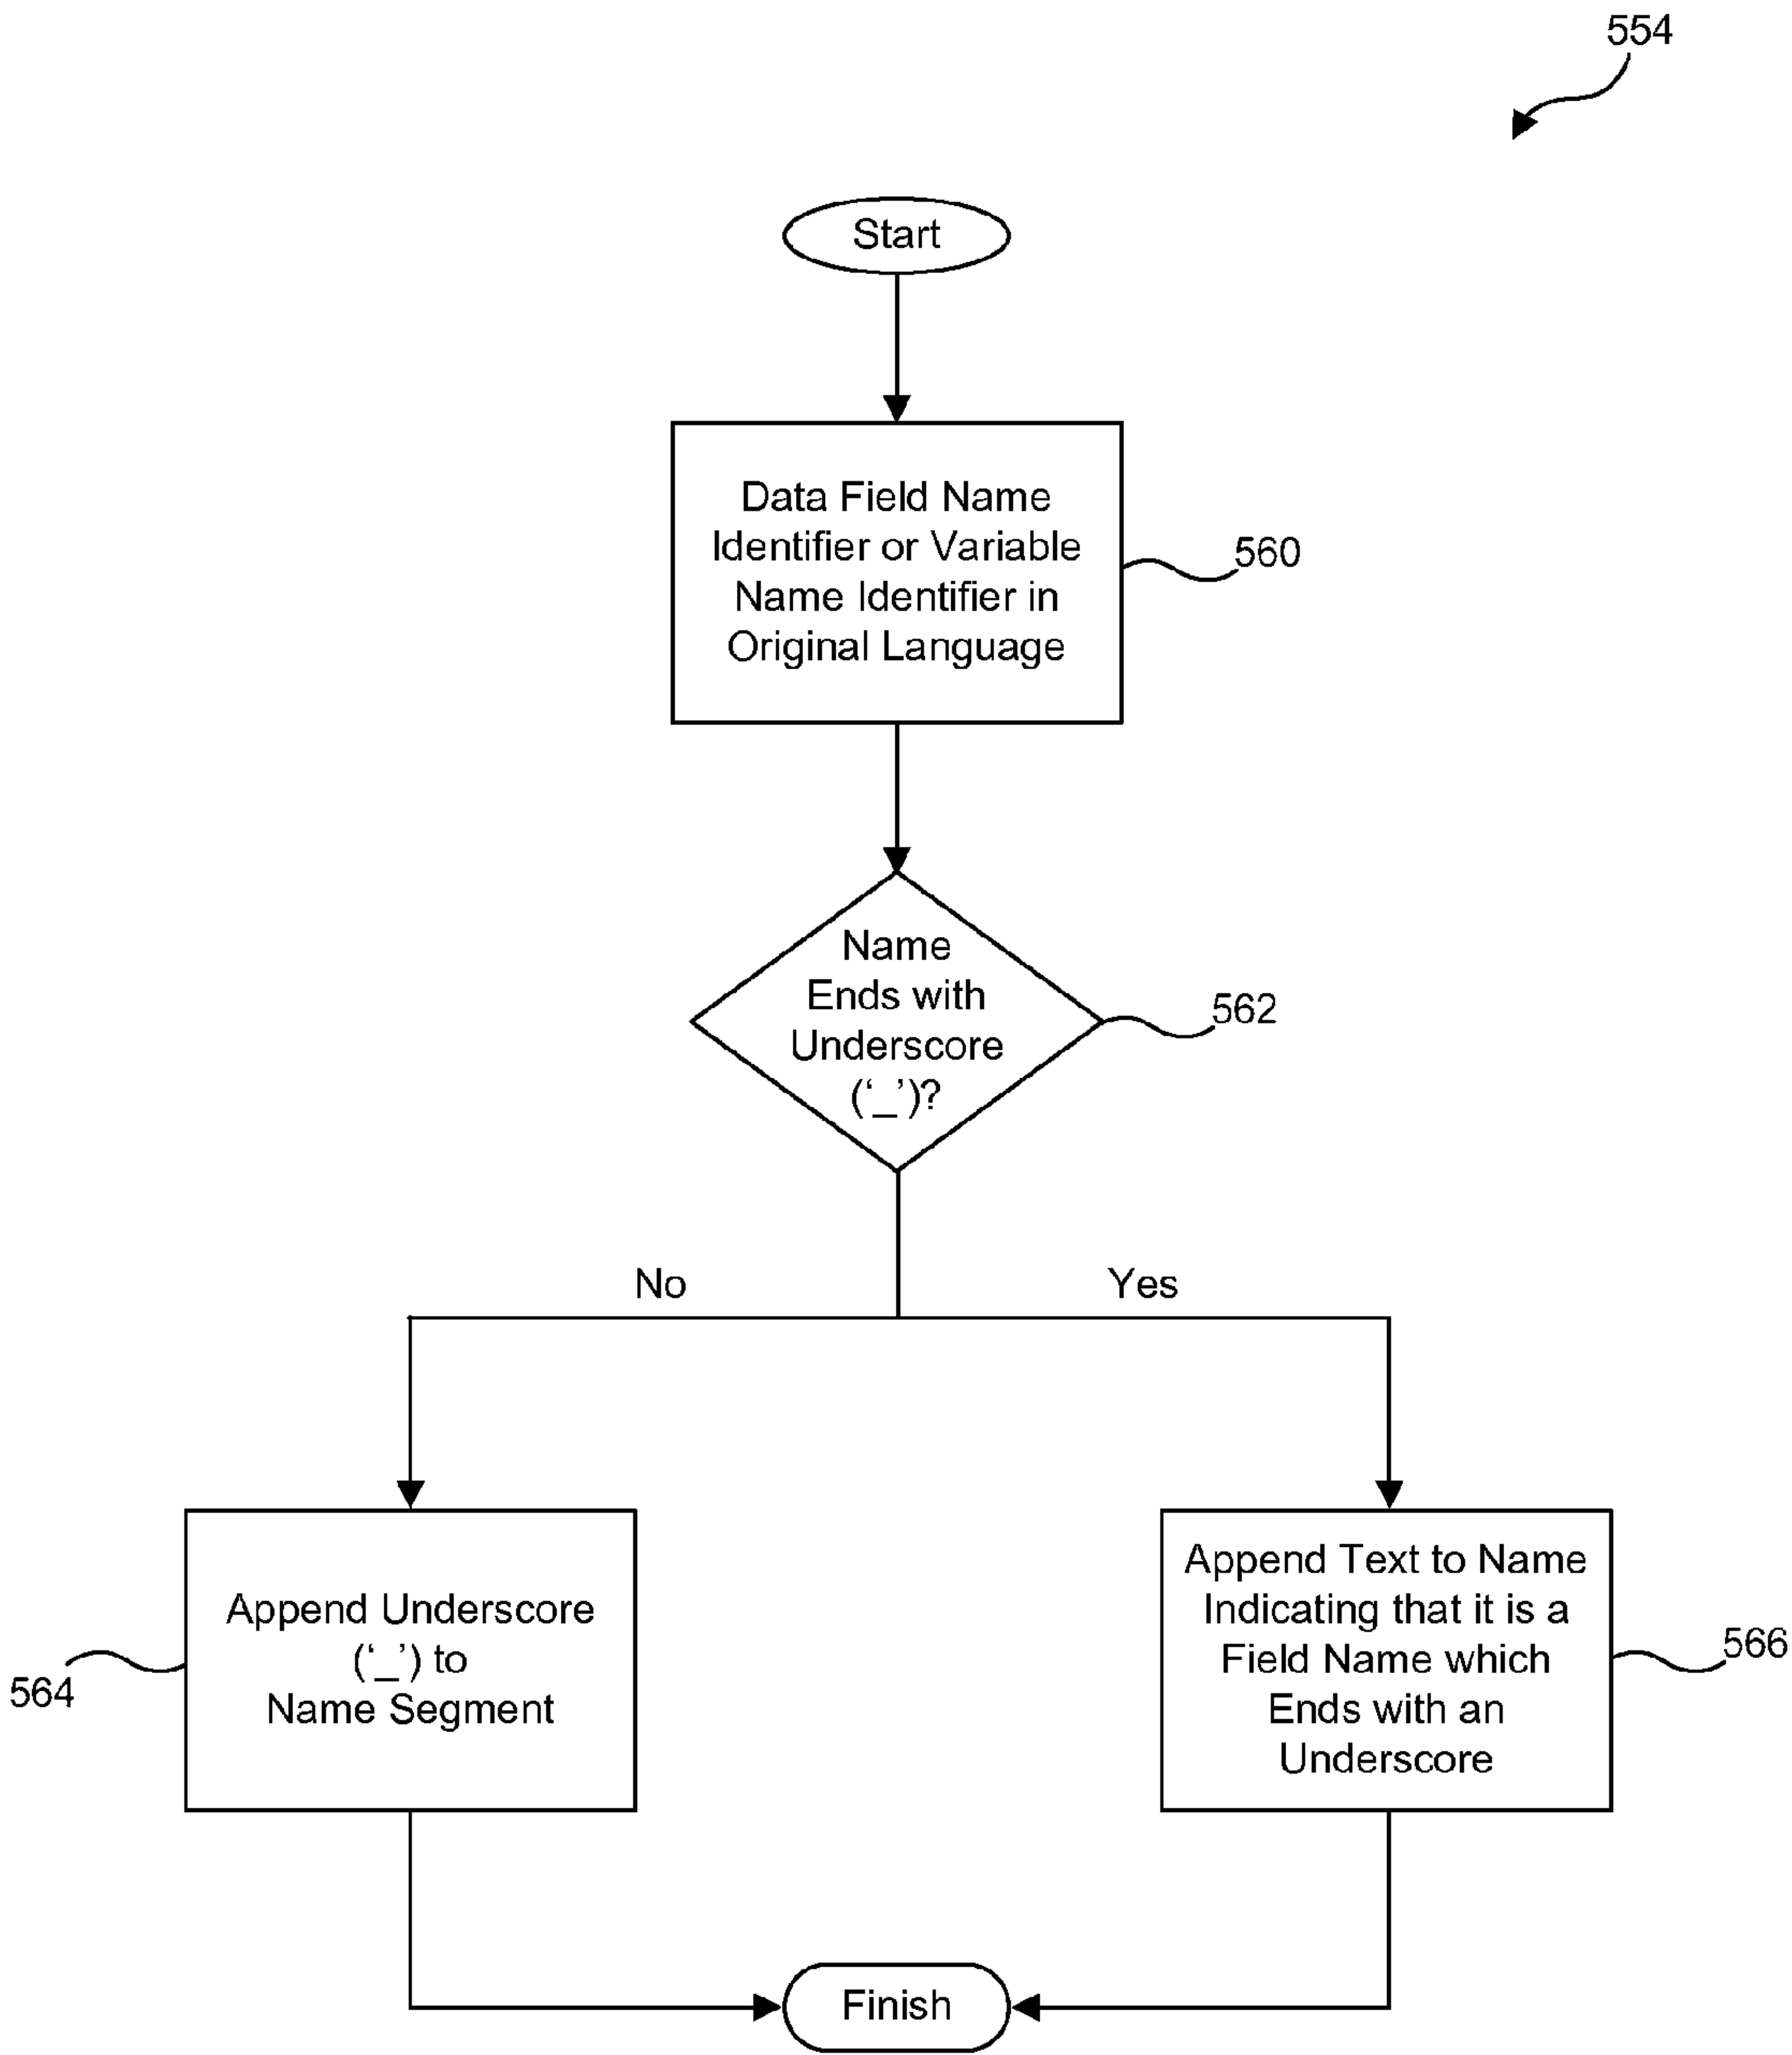 554
Start
Data Field Name
Identifier or Variable
Name Identifier in
Original Language
560
Name
Ends with
Underscore
(‘_’)?
562
No
Yes
Append Underscore
(‘_’) to
Name Segment
564
Append Text to Name
Indicating that it is a
Field Name which
Ends with an
Underscore
566
Finish